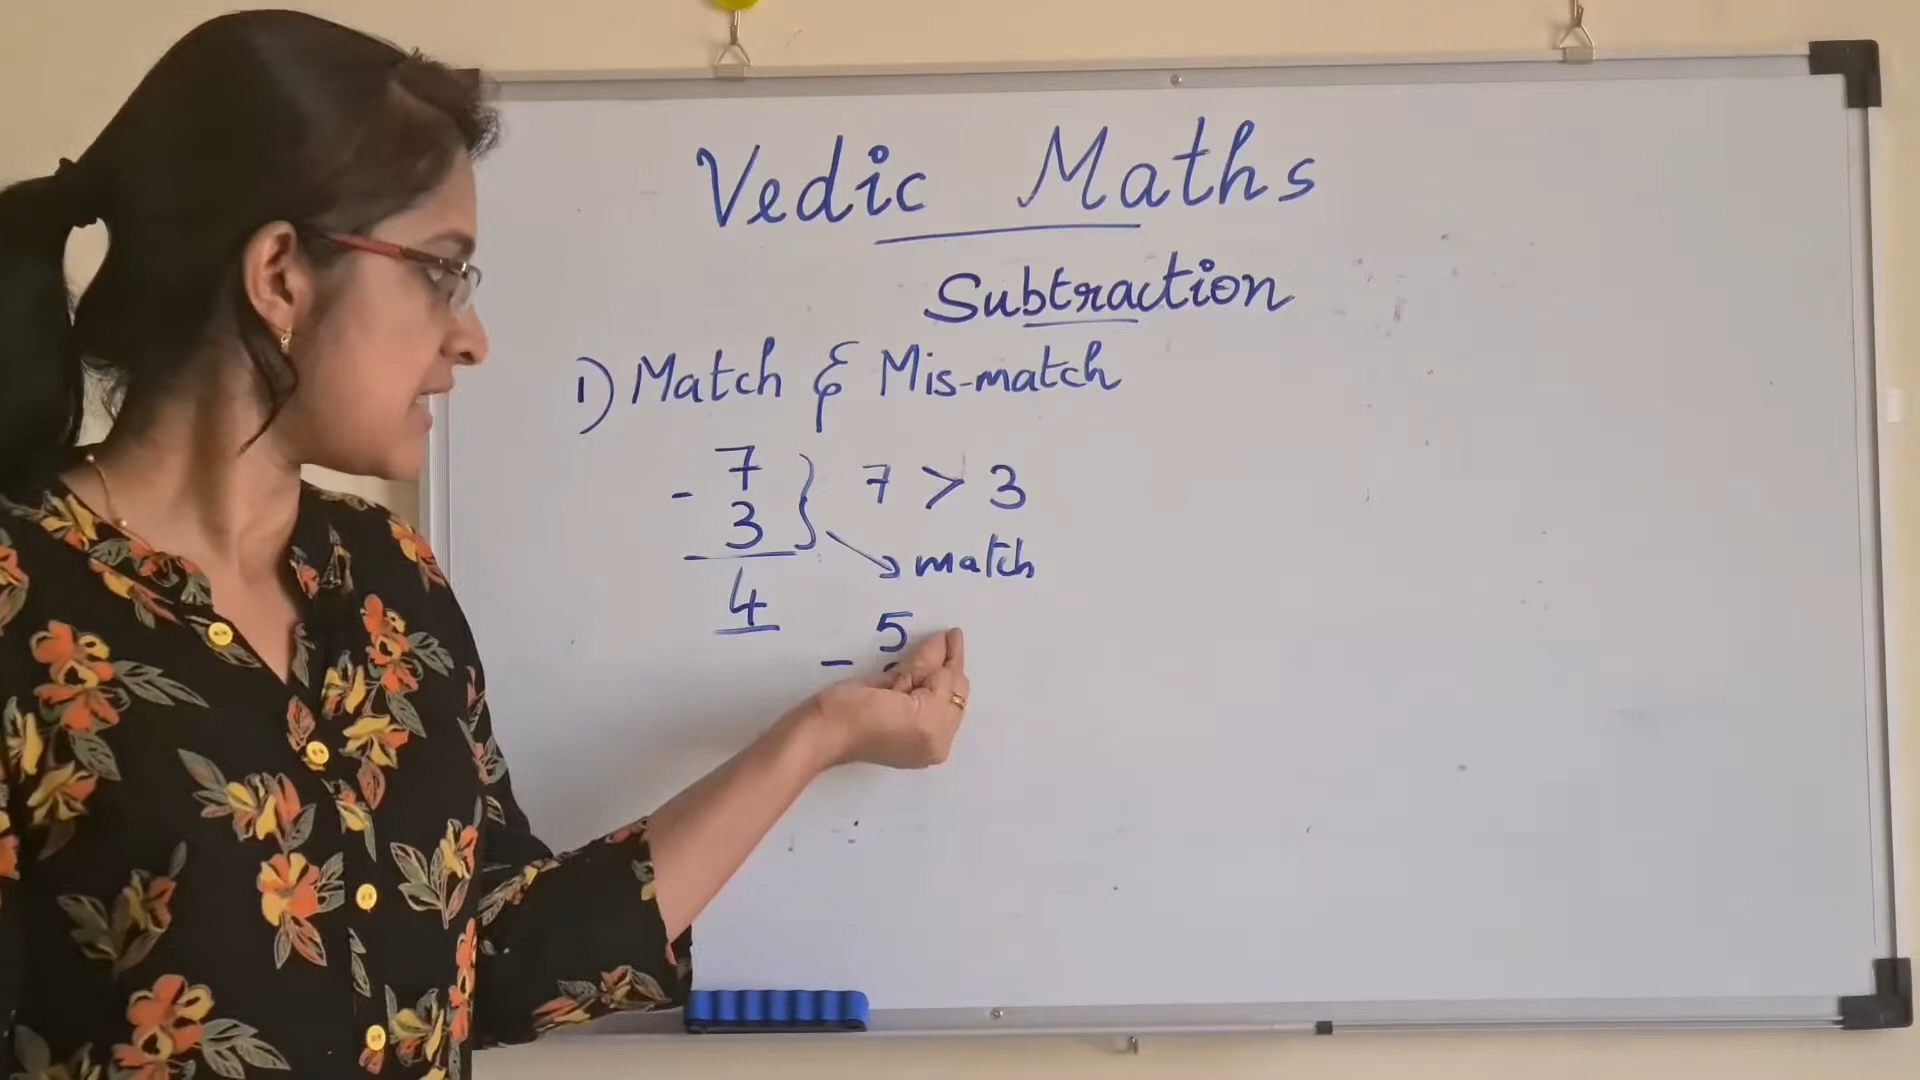 Vedic Maths
Subtraction
1) Match & Mis-match
7
- 3
4
7 > 3
match
5
-